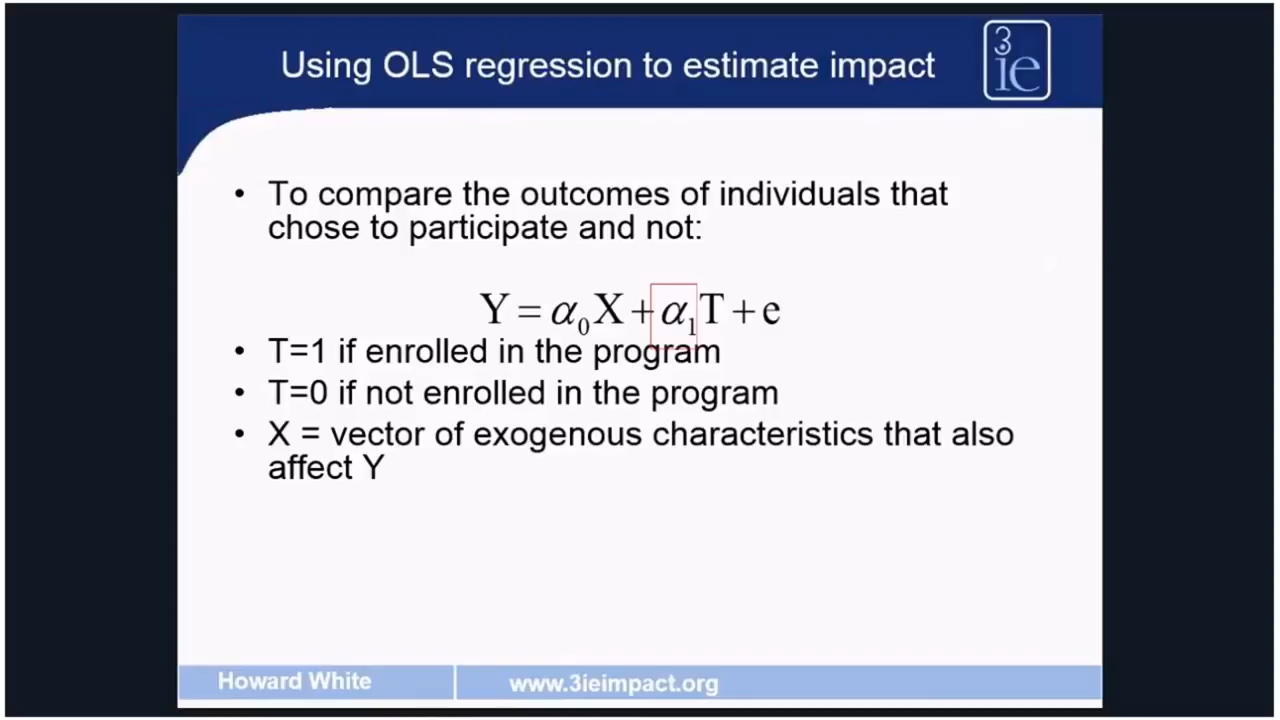 Using OLS regression to estimate impact
3
ie
• To compare the outcomes of individuals that
chose to participate and not:
Y = α₀X + α₁T + e
• T=1 if enrolled in the program
• T=0 if not enrolled in the program
• X = vector of exogenous characteristics that also
affect Y
Howard White
www.3ieimpact.org